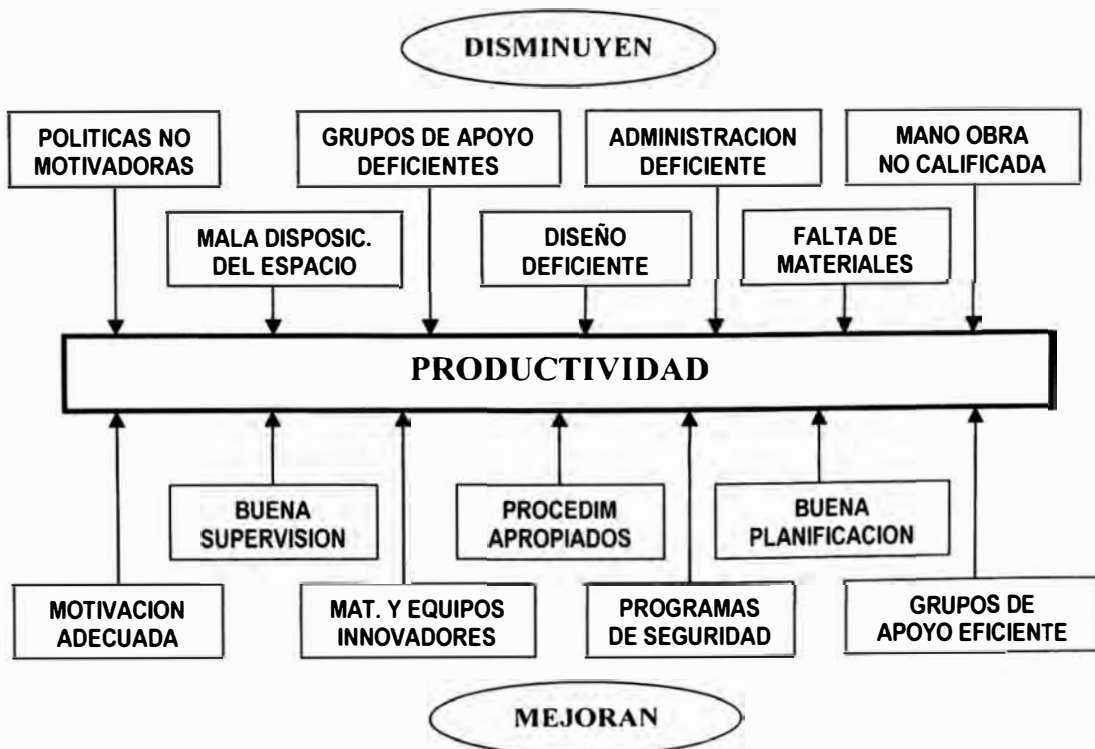 DISMINUYEN
POLITICAS NO
MOTIVADORAS
GRUPOS DE APOYO
DEFICIENTES
ADMINISTRACION
DEFICIENTE
MANO OBRA
NO CALIFICADA
MALA DISPOSIC.
DEL ESPACIO
DISEÑO
DEFICIENTE
FALTA DE
MATERIALES
PRODUCTIVIDAD
BUENA
SUPERVISION
PROCEDIM
APROPIADOS
BUENA
PLANIFICACION
MOTIVACION
ADECUADA
MAT. Y EQUIPOS
INNOVADORES
PROGRAMAS
DE SEGURIDAD
GRUPOS DE
APOYO EFICIENTE
MEJORAN